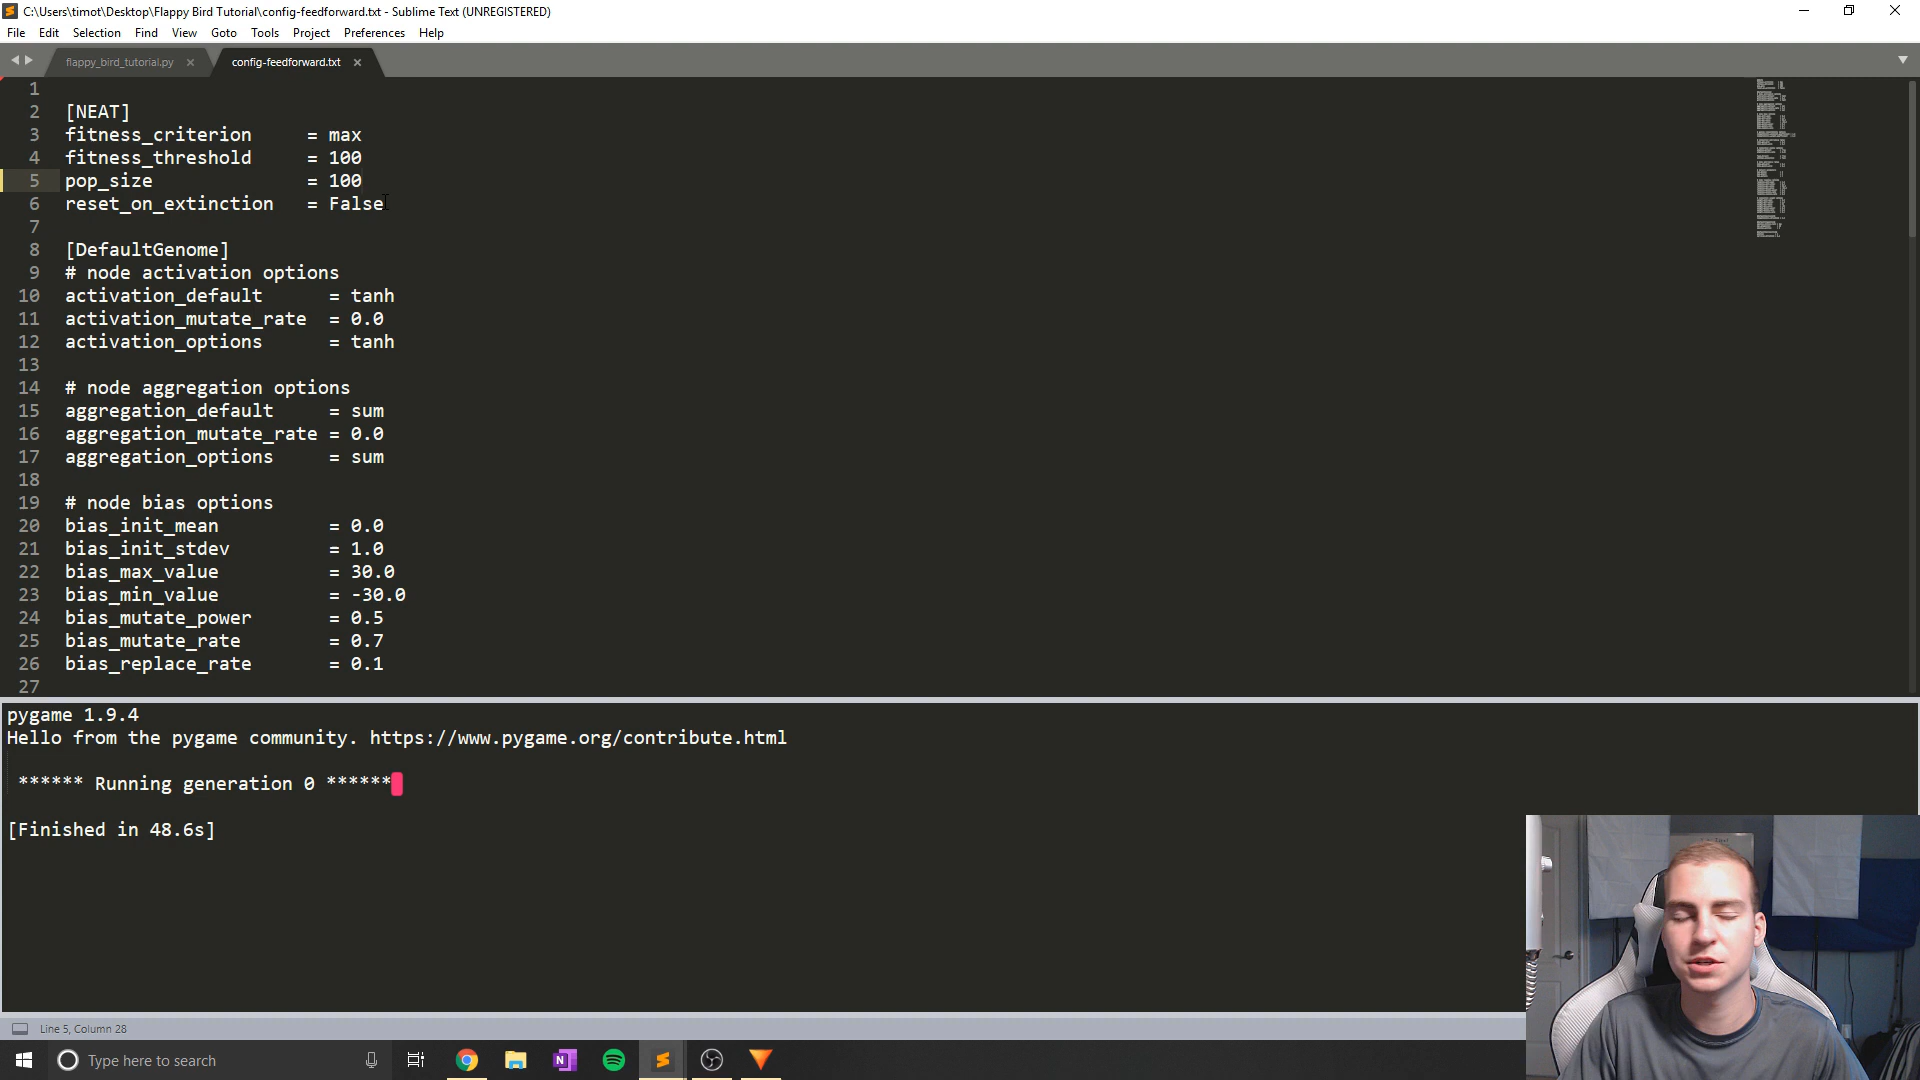 C:\Users\timot\Desktop\Flappy Bird Tutorial\config-feedforward.txt - Sublime Text (UNREGISTERED)
File Edit Selection Find View Goto Tools Project Preferences Help
flappy_bird_tutorial.py × config-feedforward.txt ×
1
2 [NEAT]
3 fitness_criterion     = max
4 fitness_threshold     = 100
5 pop_size              = 100
6 reset_on_extinction   = False
7
8 [DefaultGenome]
9 # node activation options
10 activation_default      = tanh
11 activation_mutate_rate  = 0.0
12 activation_options      = tanh
13
14 # node aggregation options
15 aggregation_default     = sum
16 aggregation_mutate_rate = 0.0
17 aggregation_options     = sum
18
19 # node bias options
20 bias_init_mean          = 0.0
21 bias_init_stdev         = 1.0
22 bias_max_value          = 30.0
23 bias_min_value          = -30.0
24 bias_mutate_power       = 0.5
25 bias_mutate_rate        = 0.7
26 bias_replace_rate       = 0.1
27
pygame 1.9.4
Hello from the pygame community. https://www.pygame.org/contribute.html
****** Running generation 0 ******
[Finished in 48.6s]
Line 5, Column 28
Type here to search